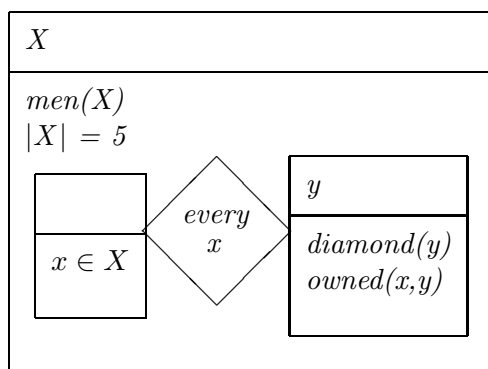 X
men(X)
|X| = 5
x ∈ X
every
x
y
diamond(y)
owned(x,y)